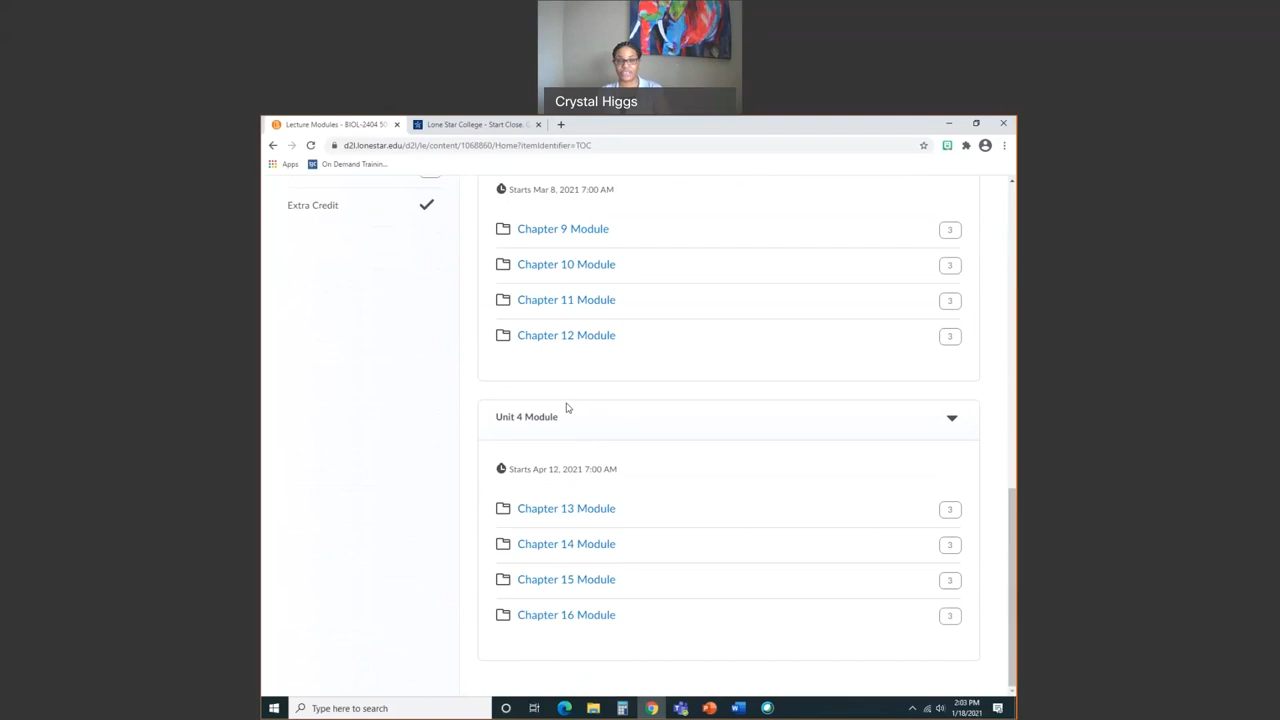 Crystal Higgs
Lecture Modules - BIOL-2404 50
Lone Star College - Start Close.
d2l.lonestar.edu/d2l/le/content/1068860/Home?itemIdentifier=TOC
Apps
On Demand Trainin...
Extra Credit
Starts Mar 8, 2021 7:00 AM
Chapter 9 Module 3
Chapter 10 Module 3
Chapter 11 Module 3
Chapter 12 Module 3
Unit 4 Module
Starts Apr 12, 2021 7:00 AM
Chapter 13 Module 3
Chapter 14 Module 3
Chapter 15 Module 3
Chapter 16 Module 3
Type here to search
2:03 PM
1/18/2021